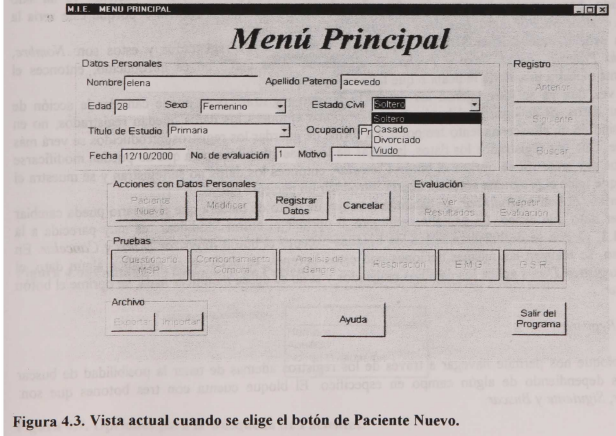 M.I.E. MENU PRINCIPAL
Menú Principal
Datos Personales
Registro
Nombre elena
Apellido Paterno acevedo
Anterior
Edad 28 Sexo Femenino Estado Civil Soltero
Soltero
Casado
Divorciado
Viudo
Siguiente
Titulo de Estudio Primaria Ocupación Pr
Buscar
Fecha 12/10/2000 No. de evaluación 1 Motivo ----------
Acciones con Datos Personales
Evaluación
Paciente Nuevo
Modificar
Registrar Datos
Cancelar
Ver Resultados
Repetir Evaluación
Pruebas
Cuestionario MSP
Comportamiento Común
Análisis de Sangre
Respiración
E M G
G S R
Archivo
Exportar Importar
Ayuda
Salir del Programa
Figura 4.3. Vista actual cuando se elige el botón de Paciente Nuevo.